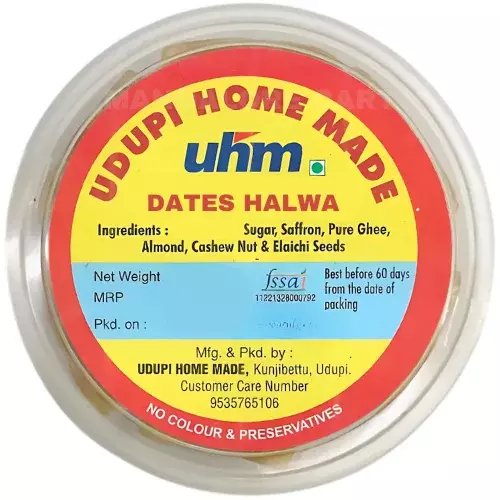 UDUPI HOME MADE
uhm
DATES HALWA
Ingredients : Sugar, Saffron, Pure Ghee,
Almond, Cashew Nut & Elaichi Seeds
Net Weight
MRP
Pkd. on :
fssai
11221328000792
Best before 60 days
from the date of
packing
Mfg. & Pkd. by :
UDUPI HOME MADE, Kunjibettu, Udupi.
Customer Care Number
9535765106
NO COLOUR & PRESERVATIVES